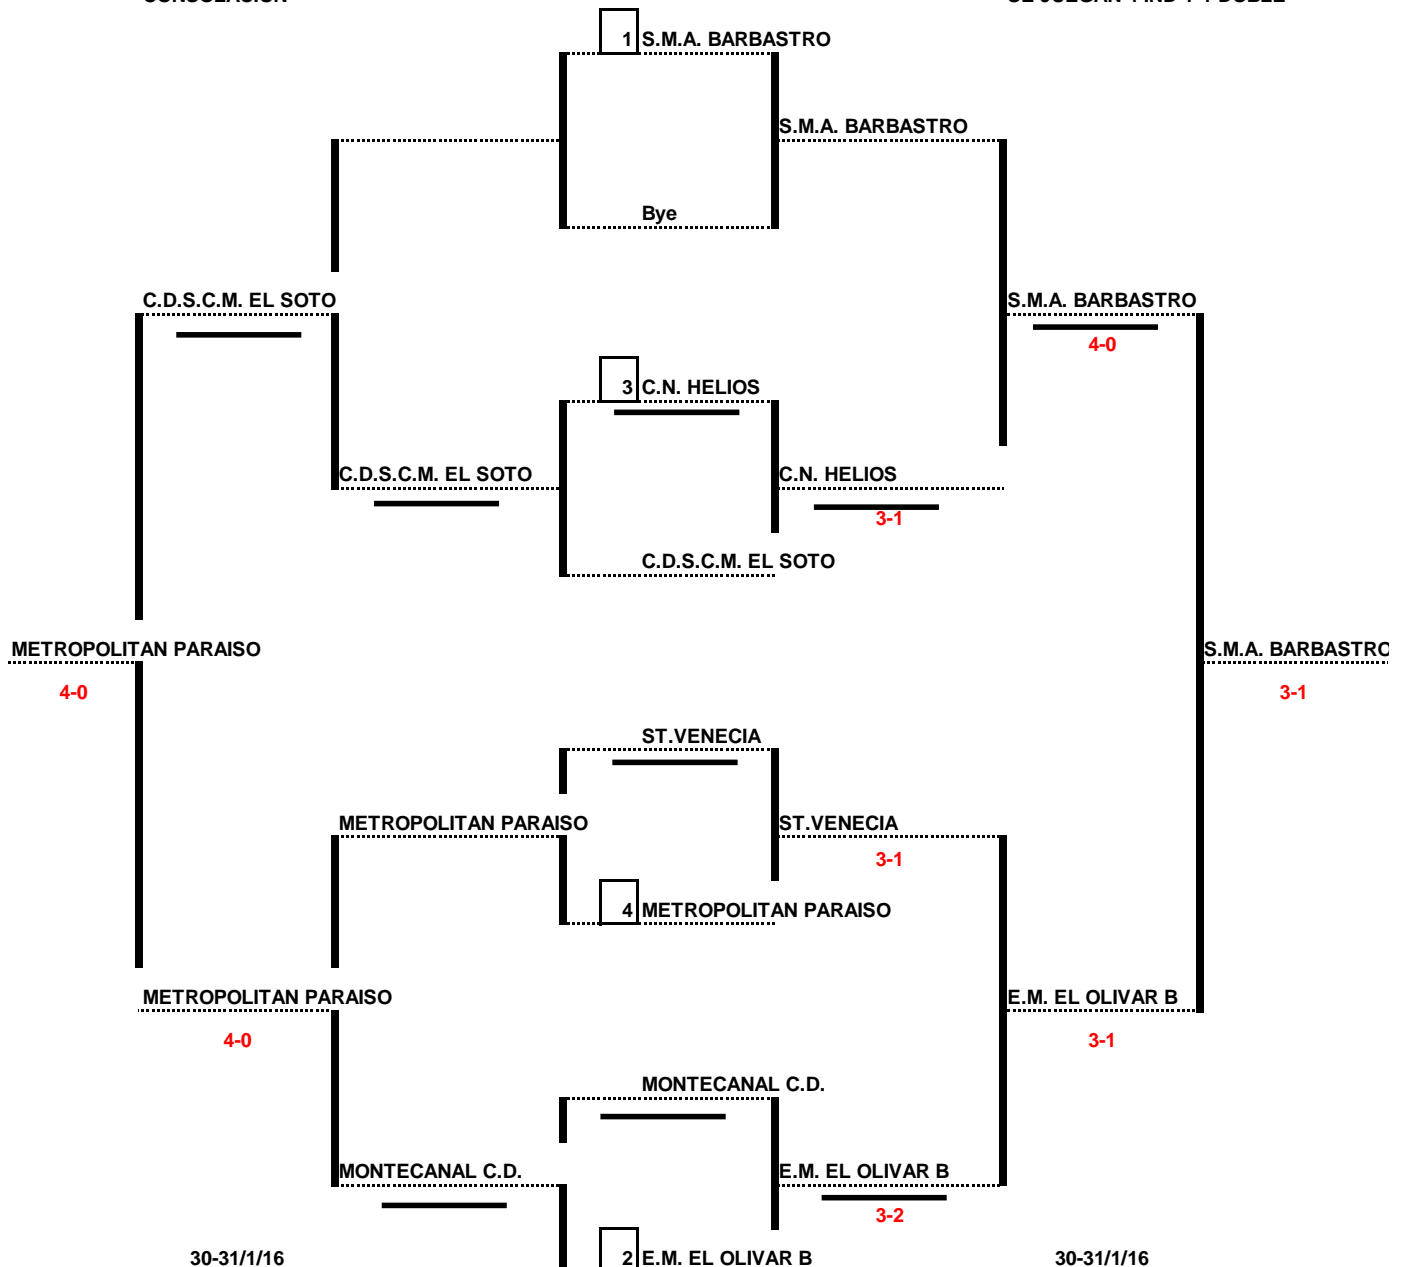 1 S.M.A. BARBASTRO
S.M.A. BARBASTRO
Bye
C.D.S.C.M. EL SOTO
S.M.A. BARBASTRO
4-0
3 C.N. HELIOS
C.D.S.C.M. EL SOTO
C.N. HELIOS
3-1
C.D.S.C.M. EL SOTO
METROPOLITAN PARAISO
S.M.A. BARBASTRO
4-0
3-1
ST.VENECIA
METROPOLITAN PARAISO
ST.VENECIA
3-1
4 METROPOLITAN PARAISO
METROPOLITAN PARAISO
E.M. EL OLIVAR B
4-0
3-1
MONTECANAL C.D.
MONTECANAL C.D.
E.M. EL OLIVAR B
3-2
30-31/1/16
2 E.M. EL OLIVAR B
30-31/1/16